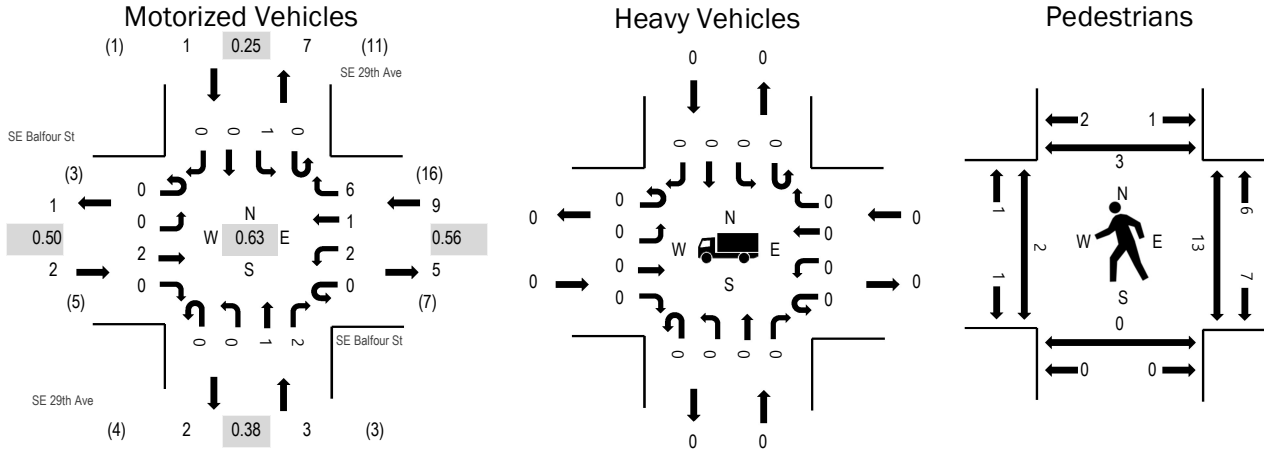 Motorized Vehicles
(1) 1 0.25 7 (11)
SE 29th Ave
SE Balfour St
0 0 1 0
(3) 0 6 (16)
1 0 N 1 9
0.50 W 0.63 E 0.56
2 2 S 2 5
(5) 0 0 (7)
0 0 1 2
SE Balfour St
SE 29th Ave
(4) 2 0.38 3 (3)
Heavy Vehicles
0 0
0 0 0 0
0 0
0 0 N 0 0
W E
0 0 S 0 0
0 0
0 0 0 0
0 0
Pedestrians
2 1
3
N
1 2 W E 13 6
1 S 7
0
0 0